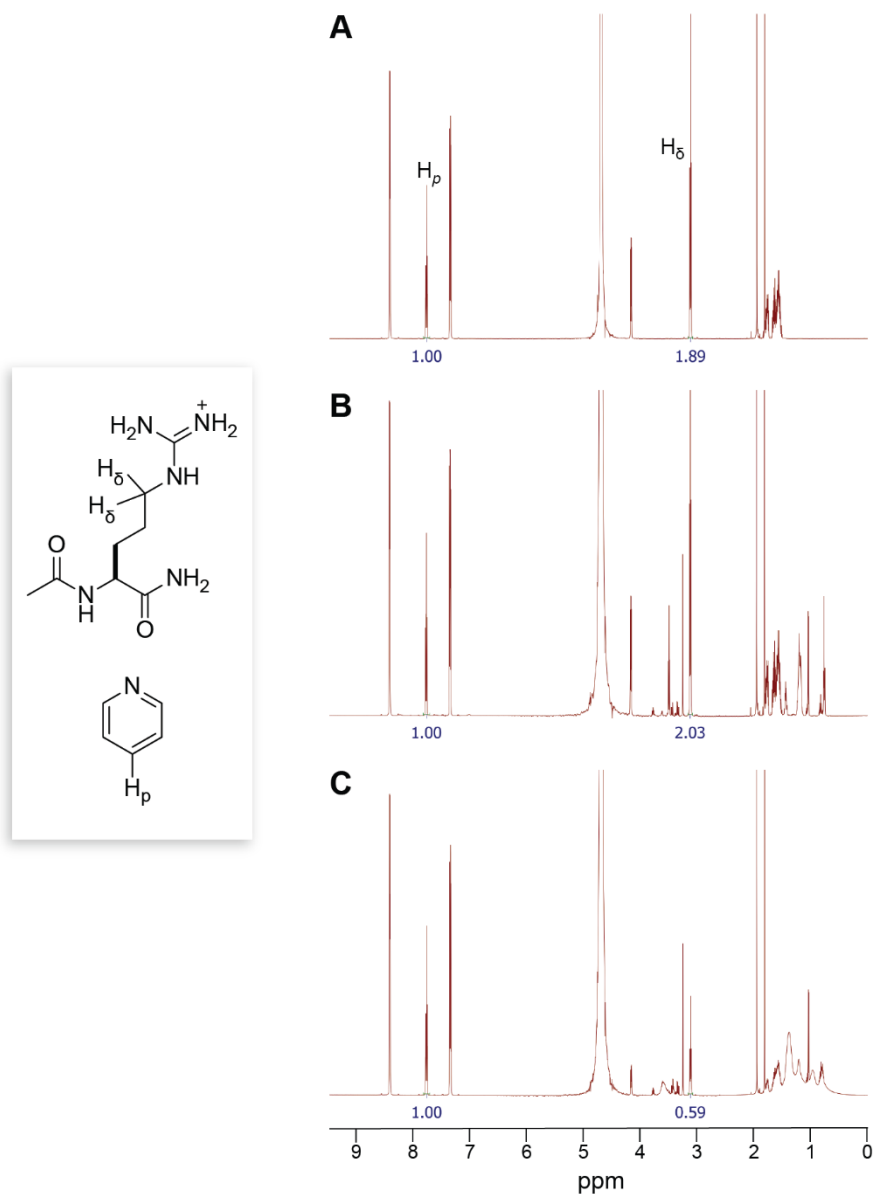 A
Hp
Hδ
1.00 1.89
B
1.00 2.03
C
1.00 0.59
9 8 7 6 5 4 3 2 1 0
ppm
+
H2N NH2
Hδ NH
Hδ
O
N NH2
H
O
N
Hp